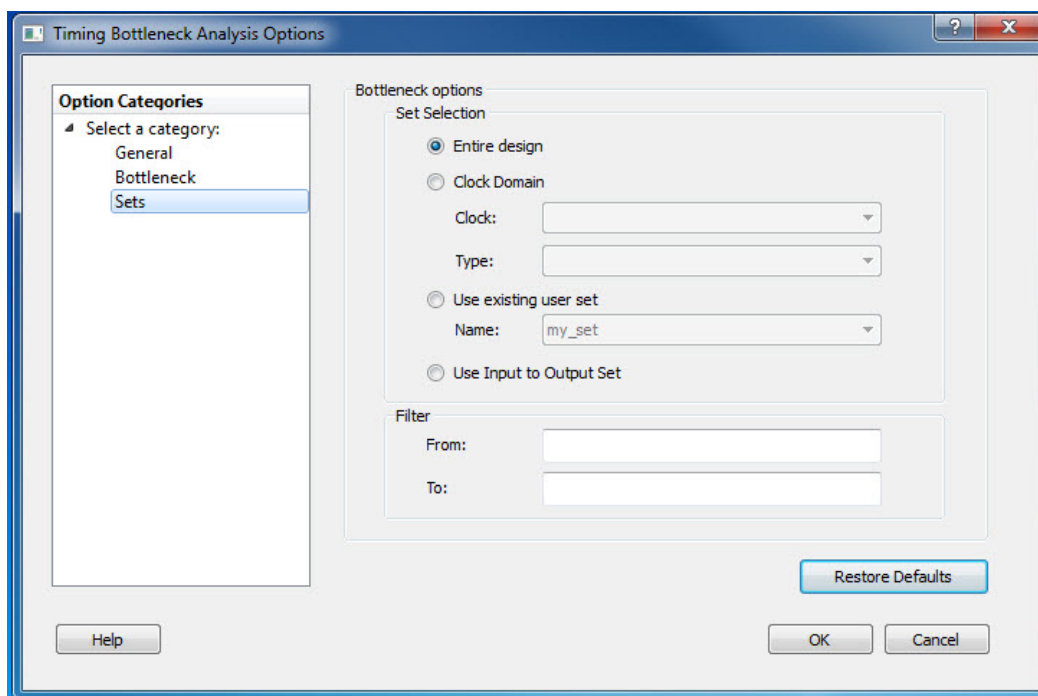 Timing Bottleneck Analysis Options
?
X
Option Categories
Select a category:
General
Bottleneck
Sets
Bottleneck options
Set Selection
Entire design
Clock Domain
Clock:
Type:
Use existing user set
Name: my_set
Use Input to Output Set
Filter
From:
To:
Restore Defaults
Help
OK
Cancel